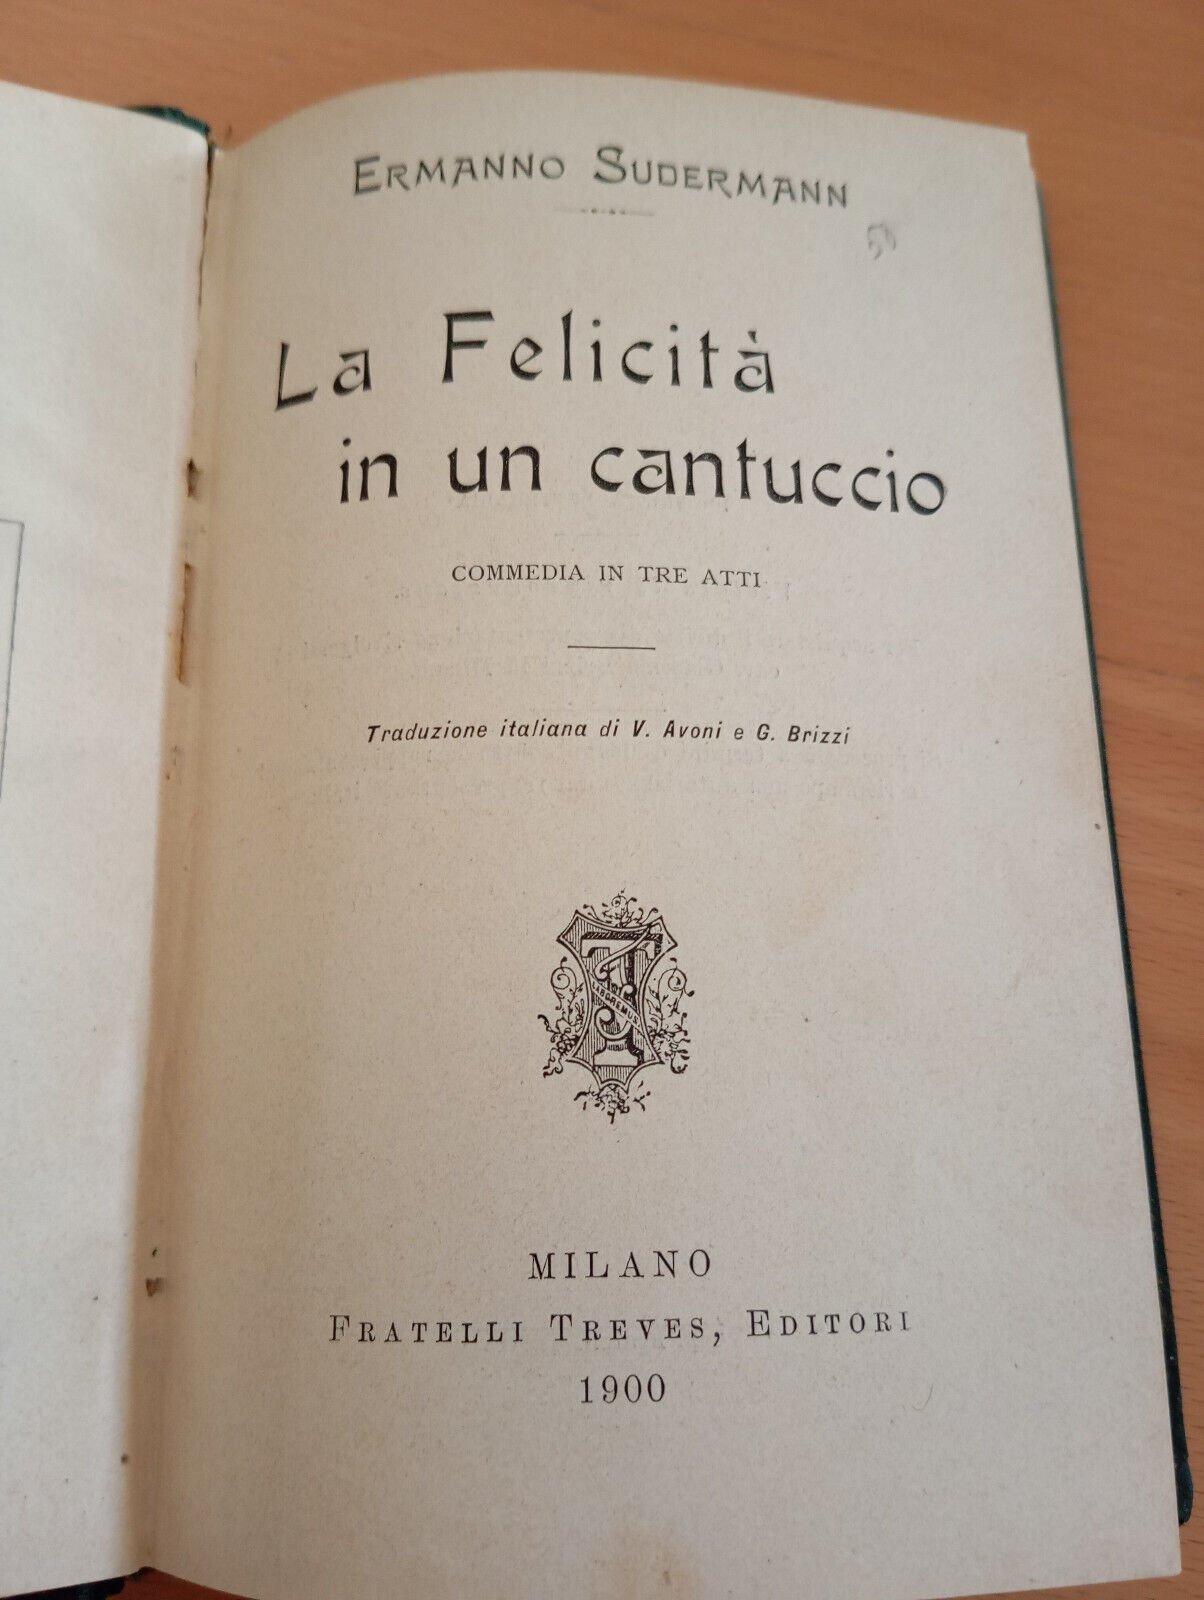 ERMANNO SUDERMANN
La Felicità
in un cantuccio
COMMEDIA IN TRE ATTI
Traduzione italiana di V. Avoni e G. Brizzi
LABOREMUS
MILANO
FRATELLI TREVES, EDITORI
1900